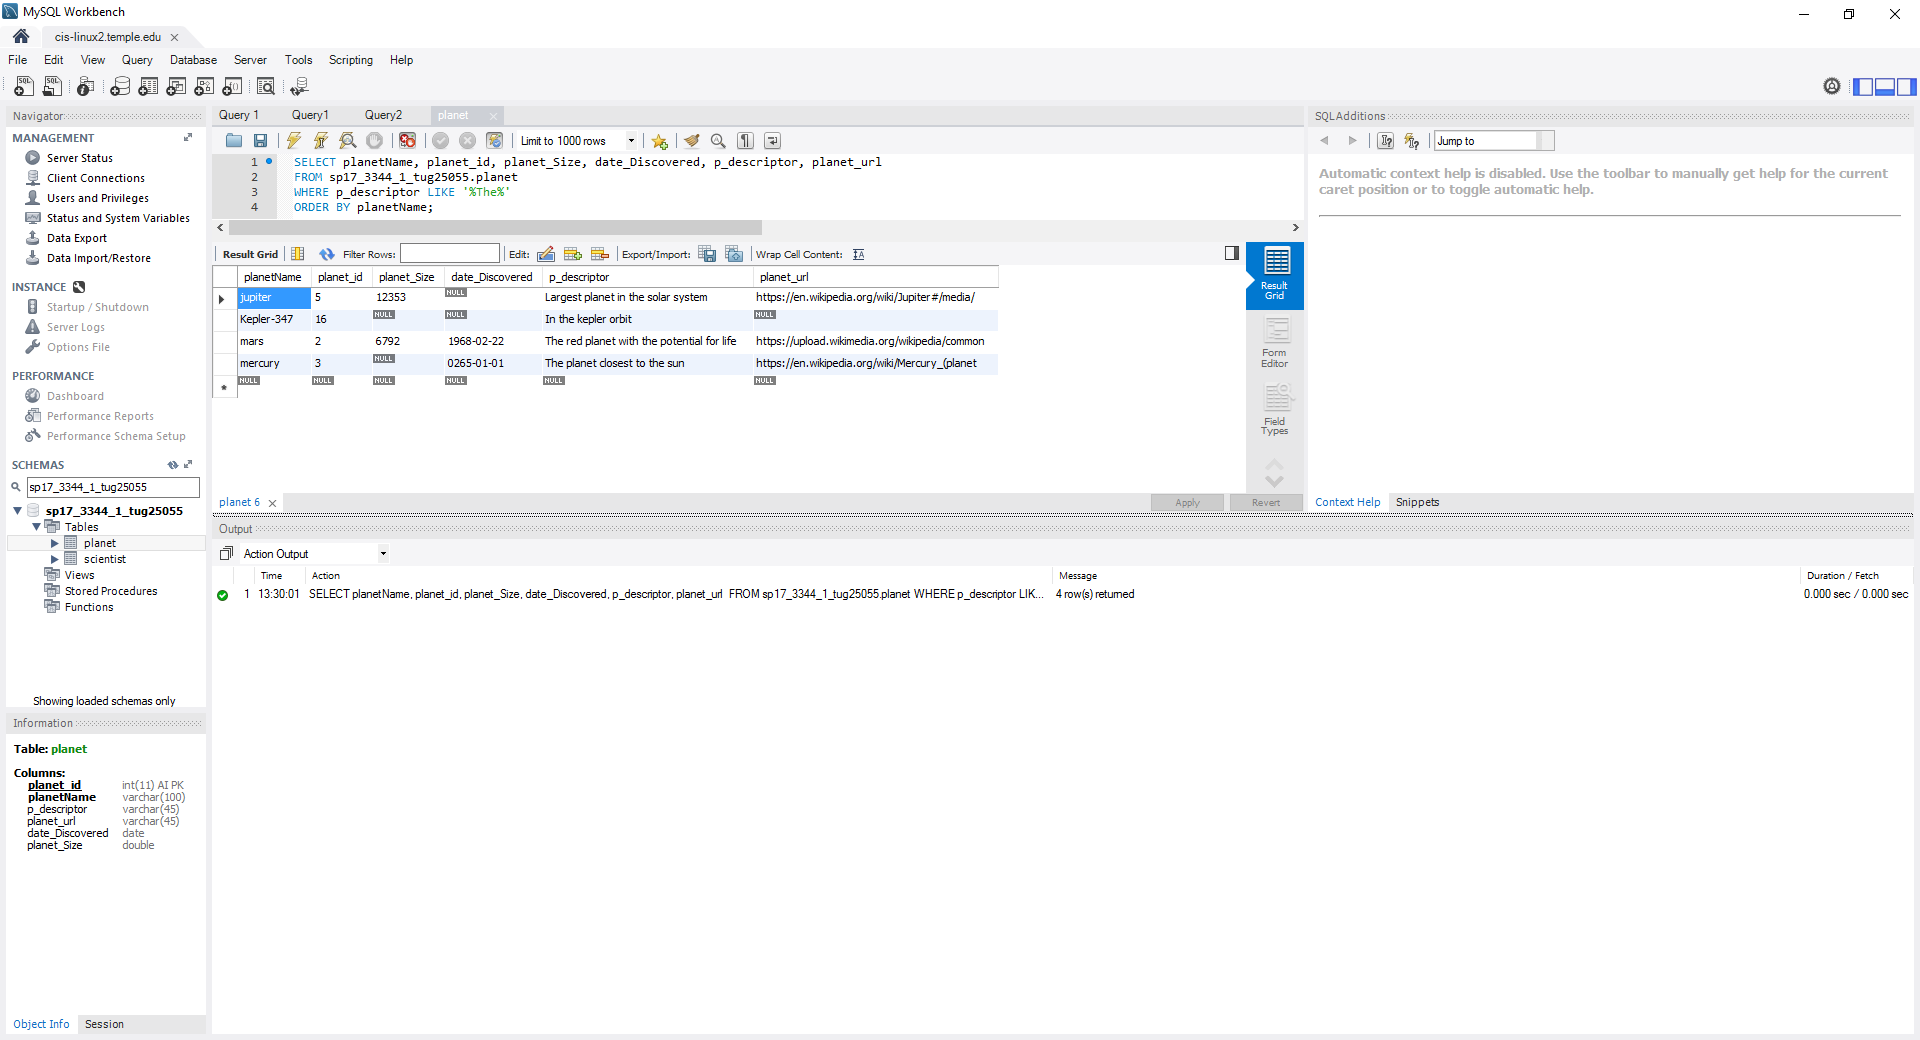 MySQL Workbench
cis-linux2.temple.edu
File Edit View Query Database Server Tools Scripting Help
Navigator
MANAGEMENT
Server Status
Client Connections
Users and Privileges
Status and System Variables
Data Export
Data Import/Restore
INSTANCE
Startup / Shutdown
Server Logs
Options File
PERFORMANCE
Dashboard
Performance Reports
Performance Schema Setup
SCHEMAS
sp17_3344_1_tug25055
sp17_3344_1_tug25055
Tables
planet
scientist
Views
Stored Procedures
Functions
Showing loaded schemas only
Information
Table: planet
Columns:
planet_id int(11) AI PK
planetName varchar(100)
p_descriptor varchar(45)
planet_url varchar(45)
date_Discovered date
planet_Size double
Object Info Session
Query 1 Query1 Query2 planet
Limit to 1000 rows
1 SELECT planetName, planet_id, planet_Size, date_Discovered, p_descriptor, planet_url
2 FROM sp17_3344_1_tug25055.planet
3 WHERE p_descriptor LIKE '%The%'
4 ORDER BY planetName;
Result Grid Filter Rows: Edit: Export/Import: Wrap Cell Content:
planetName planet_id planet_Size date_Discovered p_descriptor planet_url
jupiter 5 12353 NULL Largest planet in the solar system https://en.wikipedia.org/wiki/Jupiter#/media/
Kepler-347 16 NULL NULL In the kepler orbit NULL
mars 2 6792 1968-02-22 The red planet with the potential for life https://upload.wikimedia.org/wikipedia/common
mercury 3 NULL 0265-01-01 The planet closest to the sun https://en.wikipedia.org/wiki/Mercury_(planet
NULL NULL NULL NULL NULL NULL
Result Grid
Form Editor
Field Types
planet 6 Apply Revert
SQLAdditions
Jump to
Automatic context help is disabled. Use the toolbar to manually get help for the current
caret position or to toggle automatic help.
Context Help Snippets
Output
Action Output
Time Action Message Duration / Fetch
1 13:30:01 SELECT planetName, planet_id, planet_Size, date_Discovered, p_descriptor, planet_url FROM sp17_3344_1_tug25055.planet WHERE p_descriptor LIK... 4 row(s) returned 0.000 sec / 0.000 sec